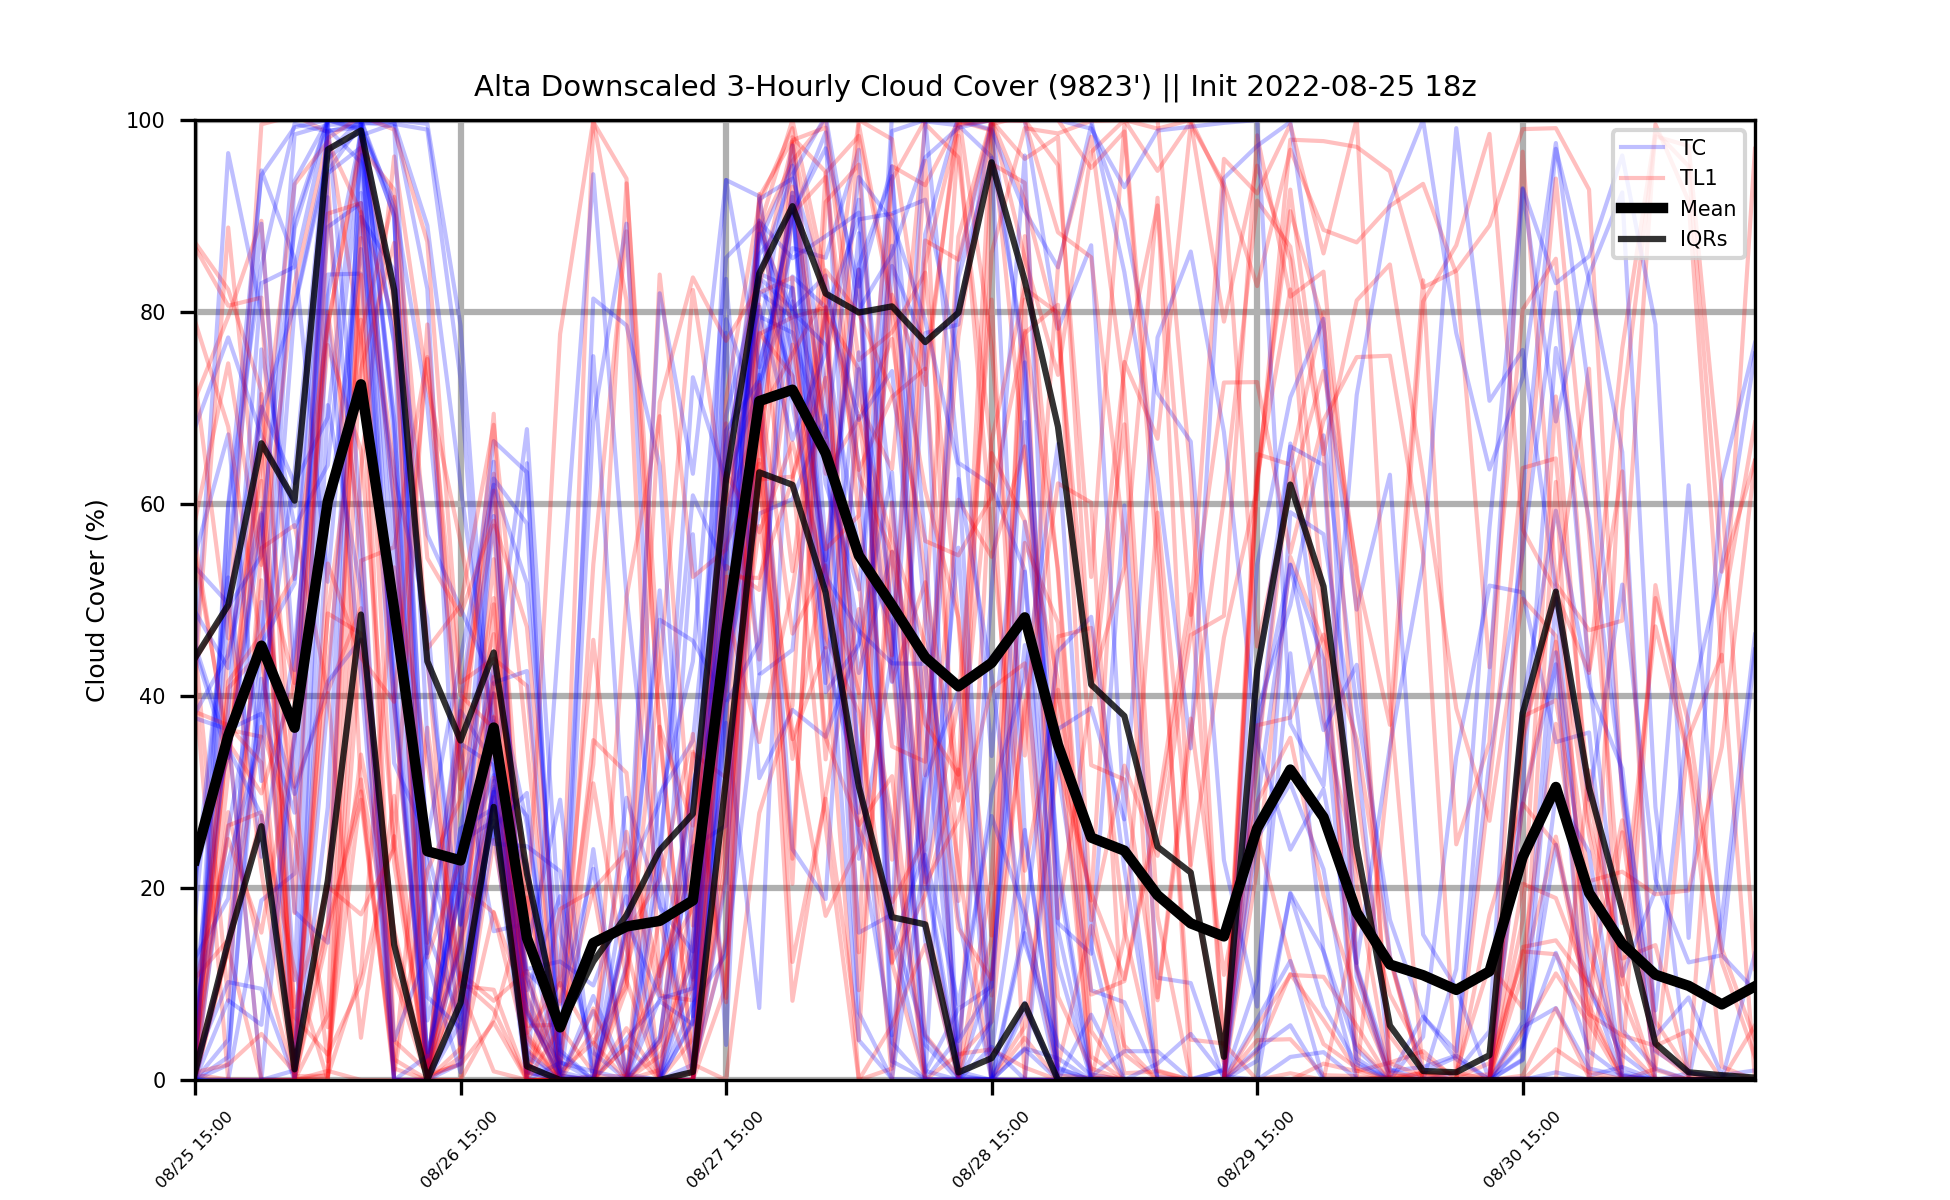 Alta Downscaled 3-Hourly Cloud Cover (9823') || Init 2022-08-25 18z
100
80
60
40
20
0
Cloud Cover (%)
TC
TL1
Mean
IQRs
08/25 15:00
08/26 15:00
08/27 15:00
08/28 15:00
08/29 15:00
08/30 15:00